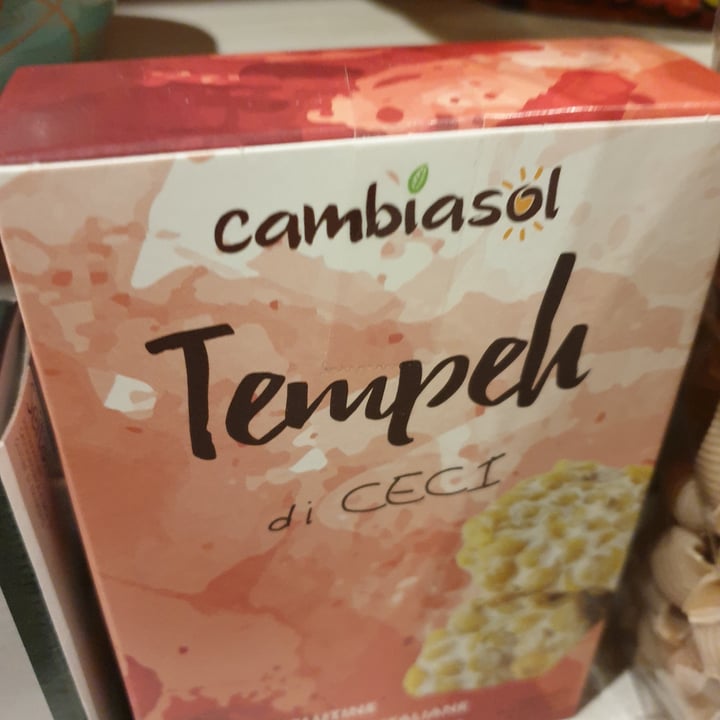 cambiasol
Tempeh
di CECI